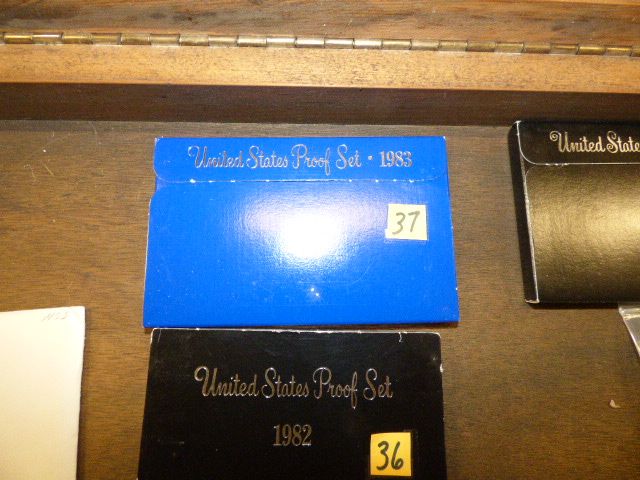 United States Proof Set · 1983
37
United States
United States Proof Set
1982
36